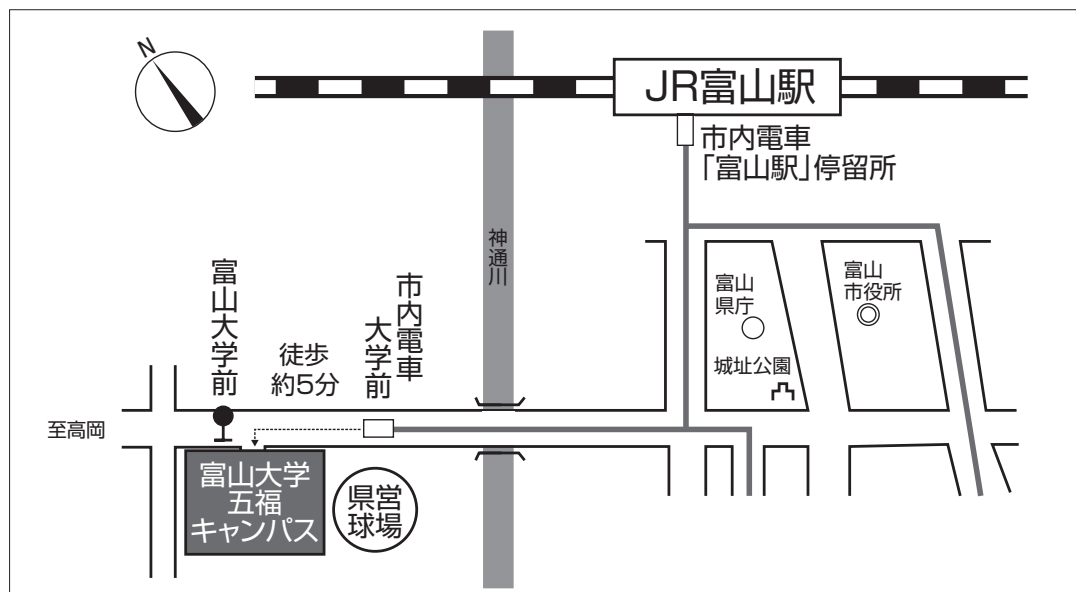 N
JR富山駅
市内電車
「富山駅」停留所
神通川
富山
県庁
富山
市役所
城址公園
富山大学前
徒歩
約5分
市内電車
大学前
至高岡
富山大学
五福
キャンパス
県営
球場